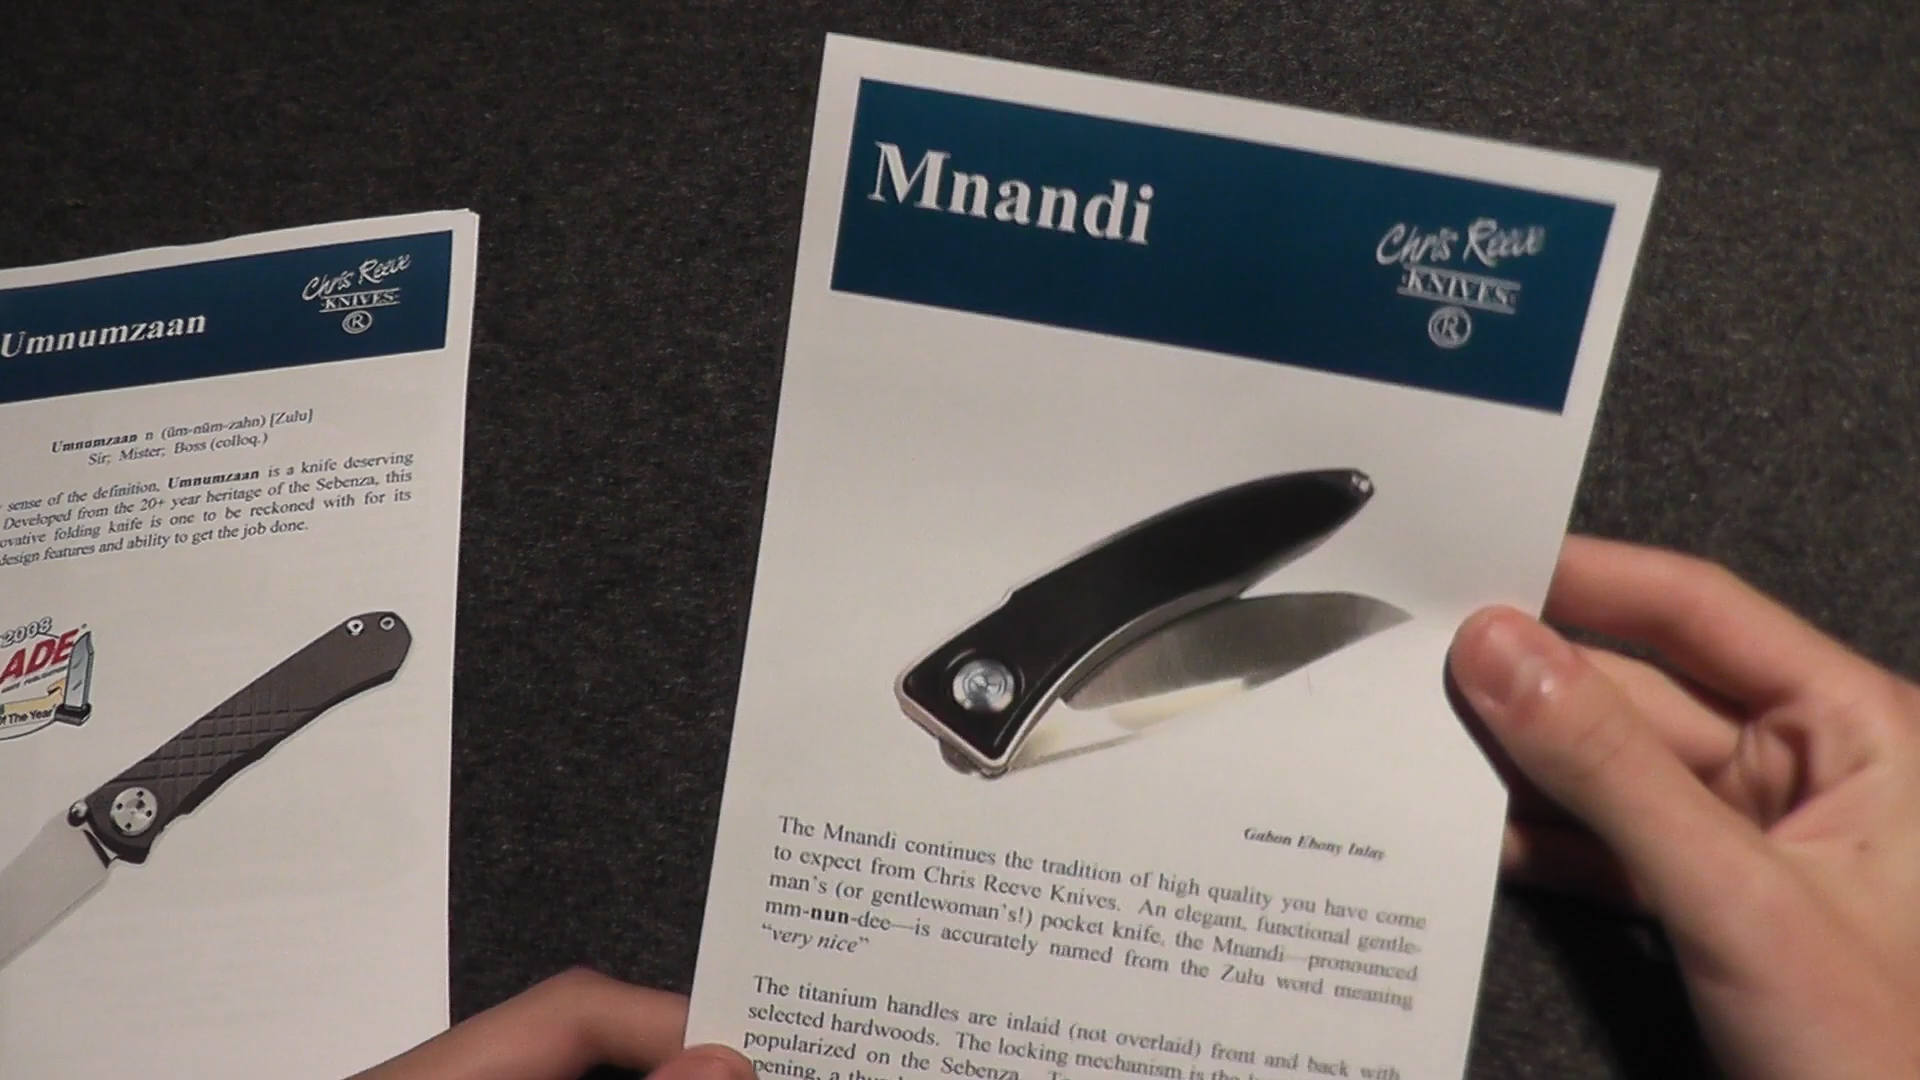 Umnumzaan
Chris Reeve
KNIVES
®
Umnumzaan n (ŭm-nŭm-zahn) [Zulu]
Sir; Mister; Boss (colloq.)
sense of the definition, Umnumzaan is a knife deserving
Developed from the 20+ year heritage of the Sebenza, this
ovative folding knife is one to be reckoned with for its
design features and ability to get the job done.
2008
ADE
Of The Year
Mnandi
Chris Reeve
KNIVES
®
Gabon Ebony Inlay
The Mnandi continues the tradition of high quality you have come
to expect from Chris Reeve Knives. An elegant, functional gentle-
man's (or gentlewoman's!) pocket knife, the Mnandi—pronounced
mm-nun-dee—is accurately named from the Zulu word meaning
"very nice"
The titanium handles are inlaid (not overlaid) front and back with
selected hardwoods. The locking mechanism is the
popularized on the Sebenza.
pening, a